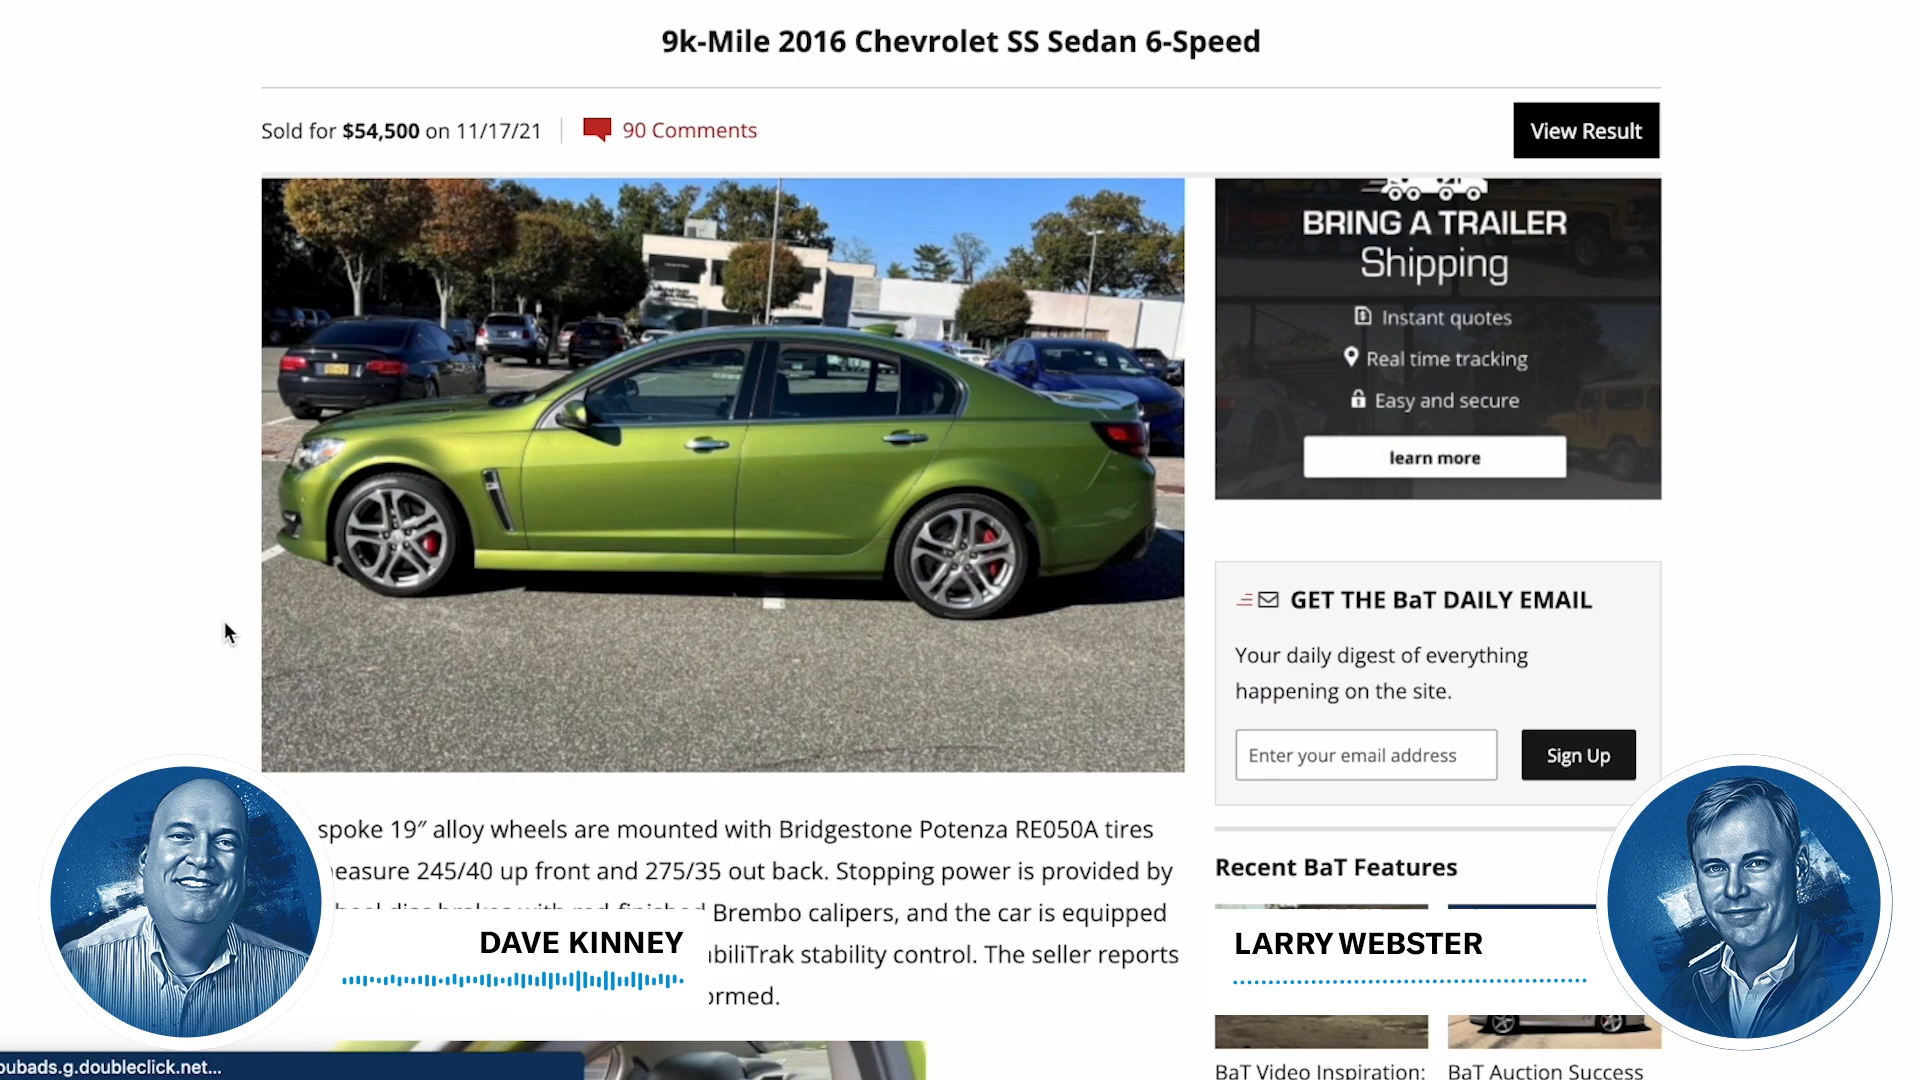 9k-Mile 2016 Chevrolet SS Sedan 6-Speed
Sold for $54,500 on 11/17/21
90 Comments
View Result
BRING A TRAILER
Shipping
Instant quotes
Real time tracking
Easy and secure
learn more
GET THE BaT DAILY EMAIL
Your daily digest of everything
happening on the site.
Enter your email address
Sign Up
spoke 19″ alloy wheels are mounted with Bridgestone Potenza RE050A tires
easure 245/40 up front and 275/35 out back. Stopping power is provided by
Brembo calipers, and the car is equipped
biliTrak stability control. The seller reports
ormed.
Recent BaT Features
DAVE KINNEY
LARRY WEBSTER
BaT Video Inspiration:
BaT Auction Success
oubads.g.doubleclick.net...